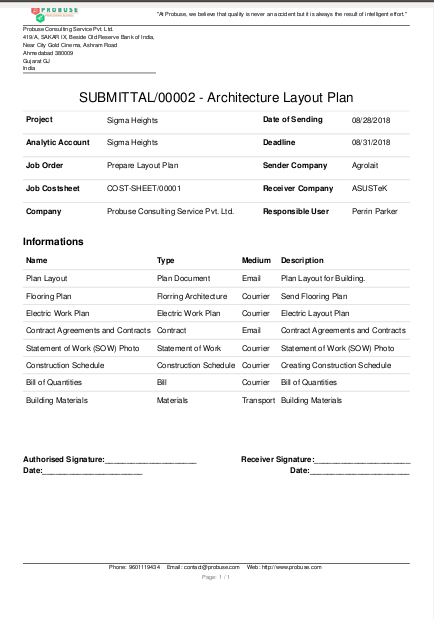 PROBUSE
"At Probuse, we believe that quality is never an accident but it is always the result of intelligent effort."
Probuse Consulting Service Pvt. Ltd.
419/A, SAKAR IX, Beside Old Reserve Bank of India,
Near City Gold Cinema, Ashram Road
Ahmedabad 380009
Gujarat GJ
India
SUBMITTAL/00002 - Architecture Layout Plan
Project Sigma Heights Date of Sending 08/28/2018
Analytic Account Sigma Heights Deadline 08/31/2018
Job Order Prepare Layout Plan Sender Company Agrolait
Job Costsheet COST-SHEET/00001 Receiver Company ASUSTeK
Company Probuse Consulting Service Pvt. Ltd. Responsible User Perrin Parker
Informations
Name Type Medium Description
Plan Layout Plan Document Email Plan Layout for Building.
Flooring Plan Rorring Architecture Courrier Send Flooring Plan
Electric Work Plan Electric Work Plan Courrier Electric Layout Plan
Contract Agreements and Contracts Contract Email Contract Agreements and Contracts
Statement of Work (SOW) Photo Statement of Work Courrier Statement of Work (SOW) Photo
Construction Schedule Construction Schedule Courrier Creating Construction Schedule
Bill of Quantities Bill Courrier Bill of Quantities
Building Materials Materials Transport Building Materials
Authorised Signature:____________________ Receiver Signature:____________________
Date:____________________ Date:____________________
Phone: 9601119434 Email: contact@probuse.com Web: http://www.probuse.com
Page: 1 / 1